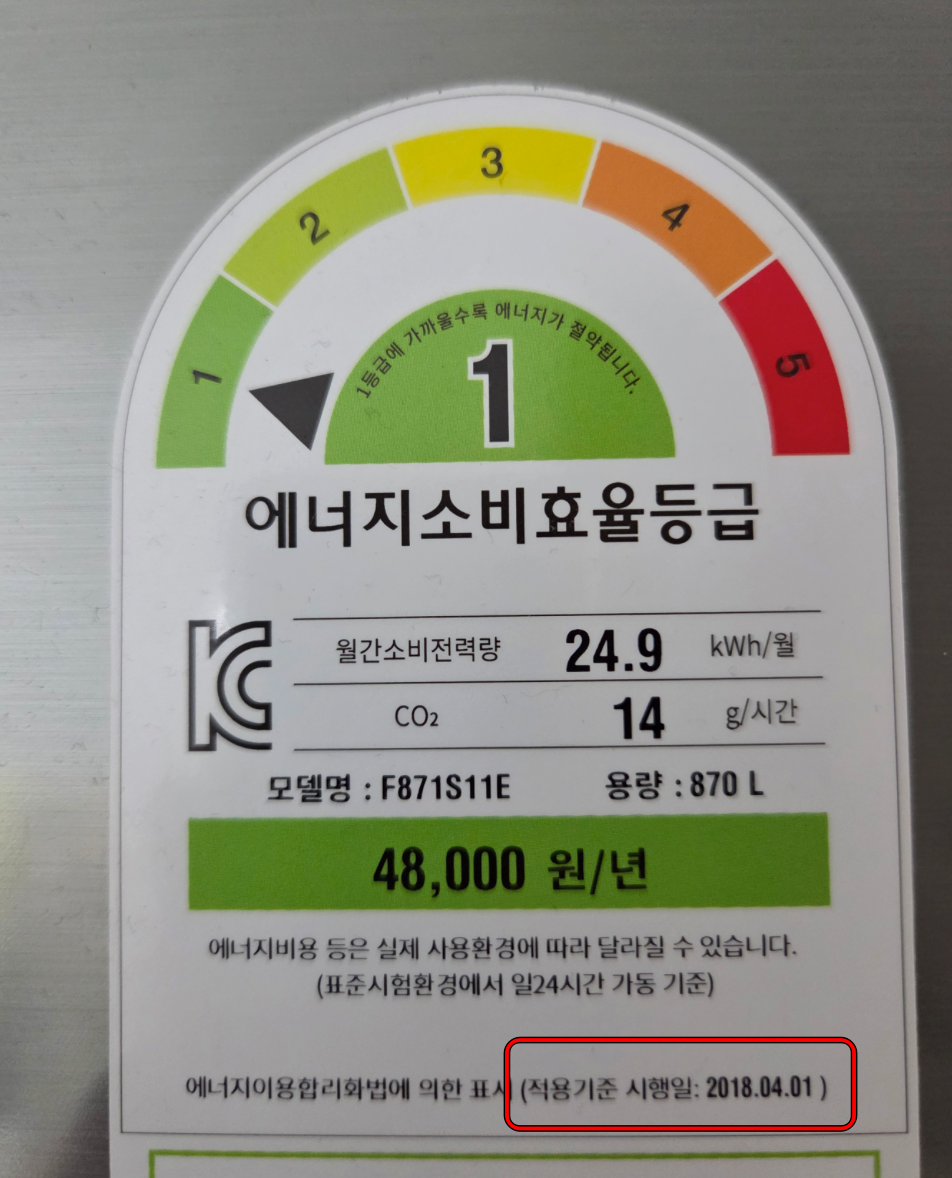 1
2
3
4
5
1등급에 가까울수록 에너지가 절약됩니다.
1
에너지소비효율등급
KC
월간소비전력량 24.9 kWh/월
CO₂ 14 g/시간
모델명 : F871S11E 용량 : 870 L
48,000 원/년
에너지비용 등은 실제 사용환경에 따라 달라질 수 있습니다.
(표준시험환경에서 일24시간 가동 기준)
에너지이용합리화법에 의한 표시 (적용기준 시행일: 2018.04.01 )